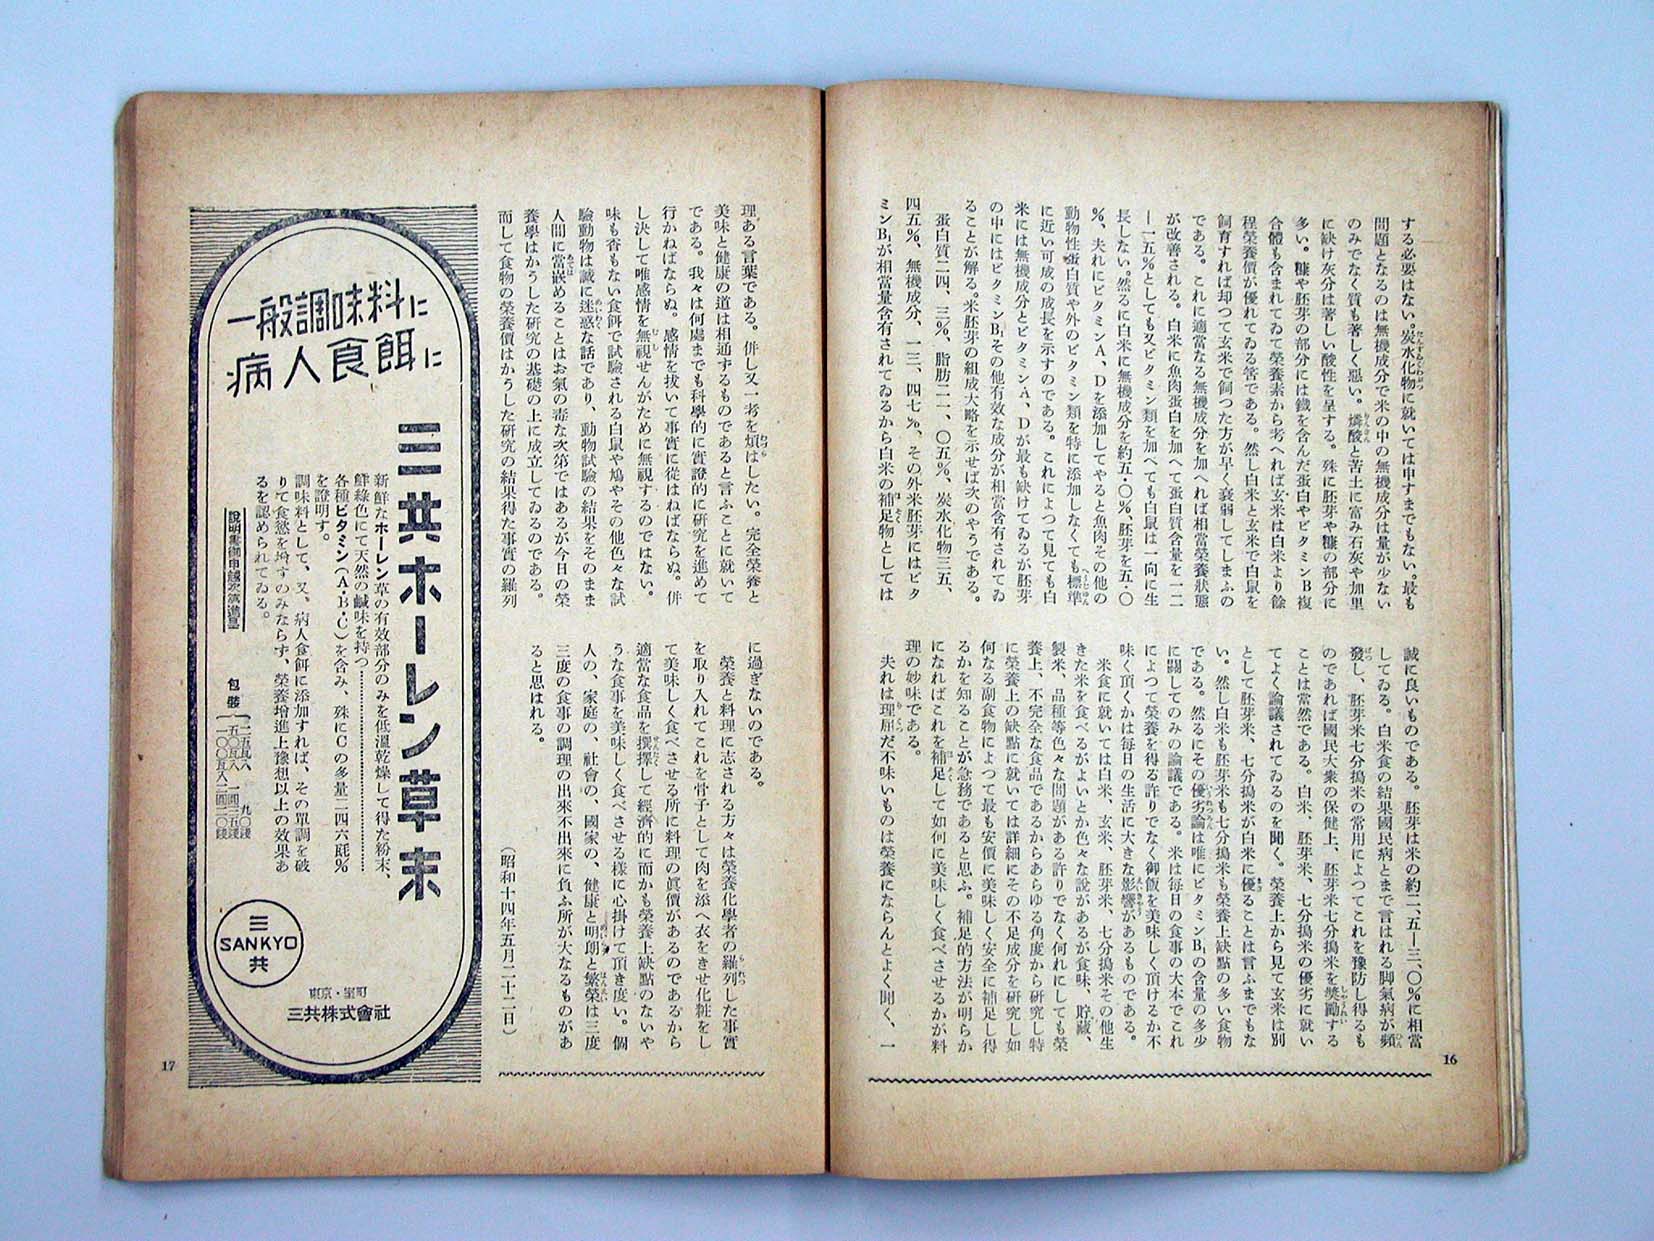 する必要はない。炭水化物に就いては申すまでもない。最も
問題となるのは無機成分で米の中の無機成分は量が少ない
のみでなく質も著しく惡い。燐酸と苦土に富み石灰や加里
に缺け灰分は著しい酸性を呈する。殊に胚芽や糠の部分に
多い。糠や胚芽の部分には鐵を含んだ蛋白やビタミンB複
合體も含まれてゐて榮養素から考へれば玄米は白米より餘
程榮養價が優れてゐる筈である。然し白米と玄米で白鼠を
飼育すれば却つて玄米で飼つた方が早く衰弱してしまふの
である。これに適當なる無機成分を加へれば相當榮養狀態
が改善される。白米に魚肉蛋白を加へて蛋白質含量を一二
―一五%としても又ビタミン類を加へても白鼠は一向に生
長しない。然るに白米に無機成分を約五・〇%、胚芽を五・〇
%、夫れにビタミンA、Dを添加してやると魚肉その他の
動物性蛋白質や外のビタミン類を特に添加しなくても標準
に近い可成の成長を示すのである。これによつて見ても白
米には無機成分とビタミンA、Dが最も缺けてゐるが胚芽
の中にはビタミンB₁その他有效な成分が相當含有されてゐ
ることが解る。米胚芽の組成大略を示せば次のやうである。
蛋白質二四、三%、脂肪二一、〇五%、炭水化物三五、
四五%、無機成分、一三、四七%、その外米胚芽にはビタ
ミンB₁が相當量含有されてゐるから白米の補足物としては
誠に良いものである。胚芽は米の約二、五―三、〇%に相當
してゐる。白米食の結果國民病とまで言はれる脚氣病が頻
發し、胚芽米七分搗米の常用によつてこれを豫防し得るも
のであれば國民大衆の保健上、胚芽米七分搗米を奬勵する
ことは當然である。白米、胚芽米、七分搗米の優劣に就い
てよく論議されてゐるのを聞く。榮養上から見て玄米は別
として胚芽米、七分搗米が白米に優ることは言ふまでもな
い。然し白米も胚芽米も七分搗米も榮養上缺點の多い食物
である。然るにその優劣論は唯にビタミンB₁の含量の多少
に關してのみの論議である。米は毎日の食事の大本でこれ
によつて榮養を得る許りでなく御飯を美味しく頂けるか不
味く頂くかは毎日の生活に大きな影響があるものである。
米食に就いては白米、玄米、胚芽米、七分搗米その他生
きた米を食べるがよいとか色々な說があるが食味、貯藏、
製米、品種等色々な問題がある許りでなく何れにしても榮
養上、不完全な食品であるからあらゆる角度から研究し特
に榮養上の缺點に就いては詳細にその不足成分を研究し如
何なる副食物によつて最も安價に美味しく安全に補足し得
るかを知ることが急務であると思ふ。補足的方法が明らか
になればこれを補足して如何に美味しく食べさせるかが料
理の妙味である。
夫れは理屈だ不味いものは榮養にならんとよく聞く、一
16
理ある言葉である。併し又一考を煩はしたい。完全榮養と
美味と健康の道は相通ずるものであると言ふことに就いて
である。我々は何處までも科學的に實證的に研究を進めて
行かねばならぬ。感情を拔いて事實に從はねばならぬ。併
し決して唯感情を無視せんがために無視するのではない。
味も香もない食餌で試驗される白鼠や鳩やその他色々な試
驗動物は誠に迷惑な話であり、動物試驗の結果をそのまま
人間に當嵌めることはお氣の毒な次第ではあるが今日の榮
養學はかうした研究の基礎の上に成立してゐるのである。
而して食物の榮養價はかうした研究の結果得た事實の羅列
に過ぎないのである。
榮養と料理に志される方々は榮養化學者の羅列した事實
を取り入れてこれを骨子として肉を添へ衣をきせ化粧をし
て美味しく食べさせる所に料理の眞價があるのであるから
適當な食品を撰擇して經濟的に而かも榮養上缺點のないや
うな食事を美味しく食べさせる樣に心掛けて頂き度い。個
人の、家庭の、社會の、國家の、健康と明朗と繁榮は三度
三度の食事の調理の出來不出來に負ふ所が大なるものがあ
ると思はれる。
(昭和十四年五月二十二日)
一般調味料に
病人食餌に
三共ホーレン草末
新鮮なホーレン草の有效部分のみを低溫乾燥して得た粉末、
鮮綠色にて天然の鹹味を持つ
各種ビタミン(A・B・C)を含み、殊にCの多量二四六瓱%
を證明す。
調味料として、又、病人食餌に添加すれば、その單調を破
りて食慾を增すのみならず、榮養增進上豫想以上の效果あ
るを認められてゐる。
說明書御申越次第進呈
包裝
二五瓦入 九〇錢
五〇瓦入 一圓三五錢
一〇〇瓦入 二圓二〇錢
三
SANKYO
共
東京・室町
三共株式會社
17